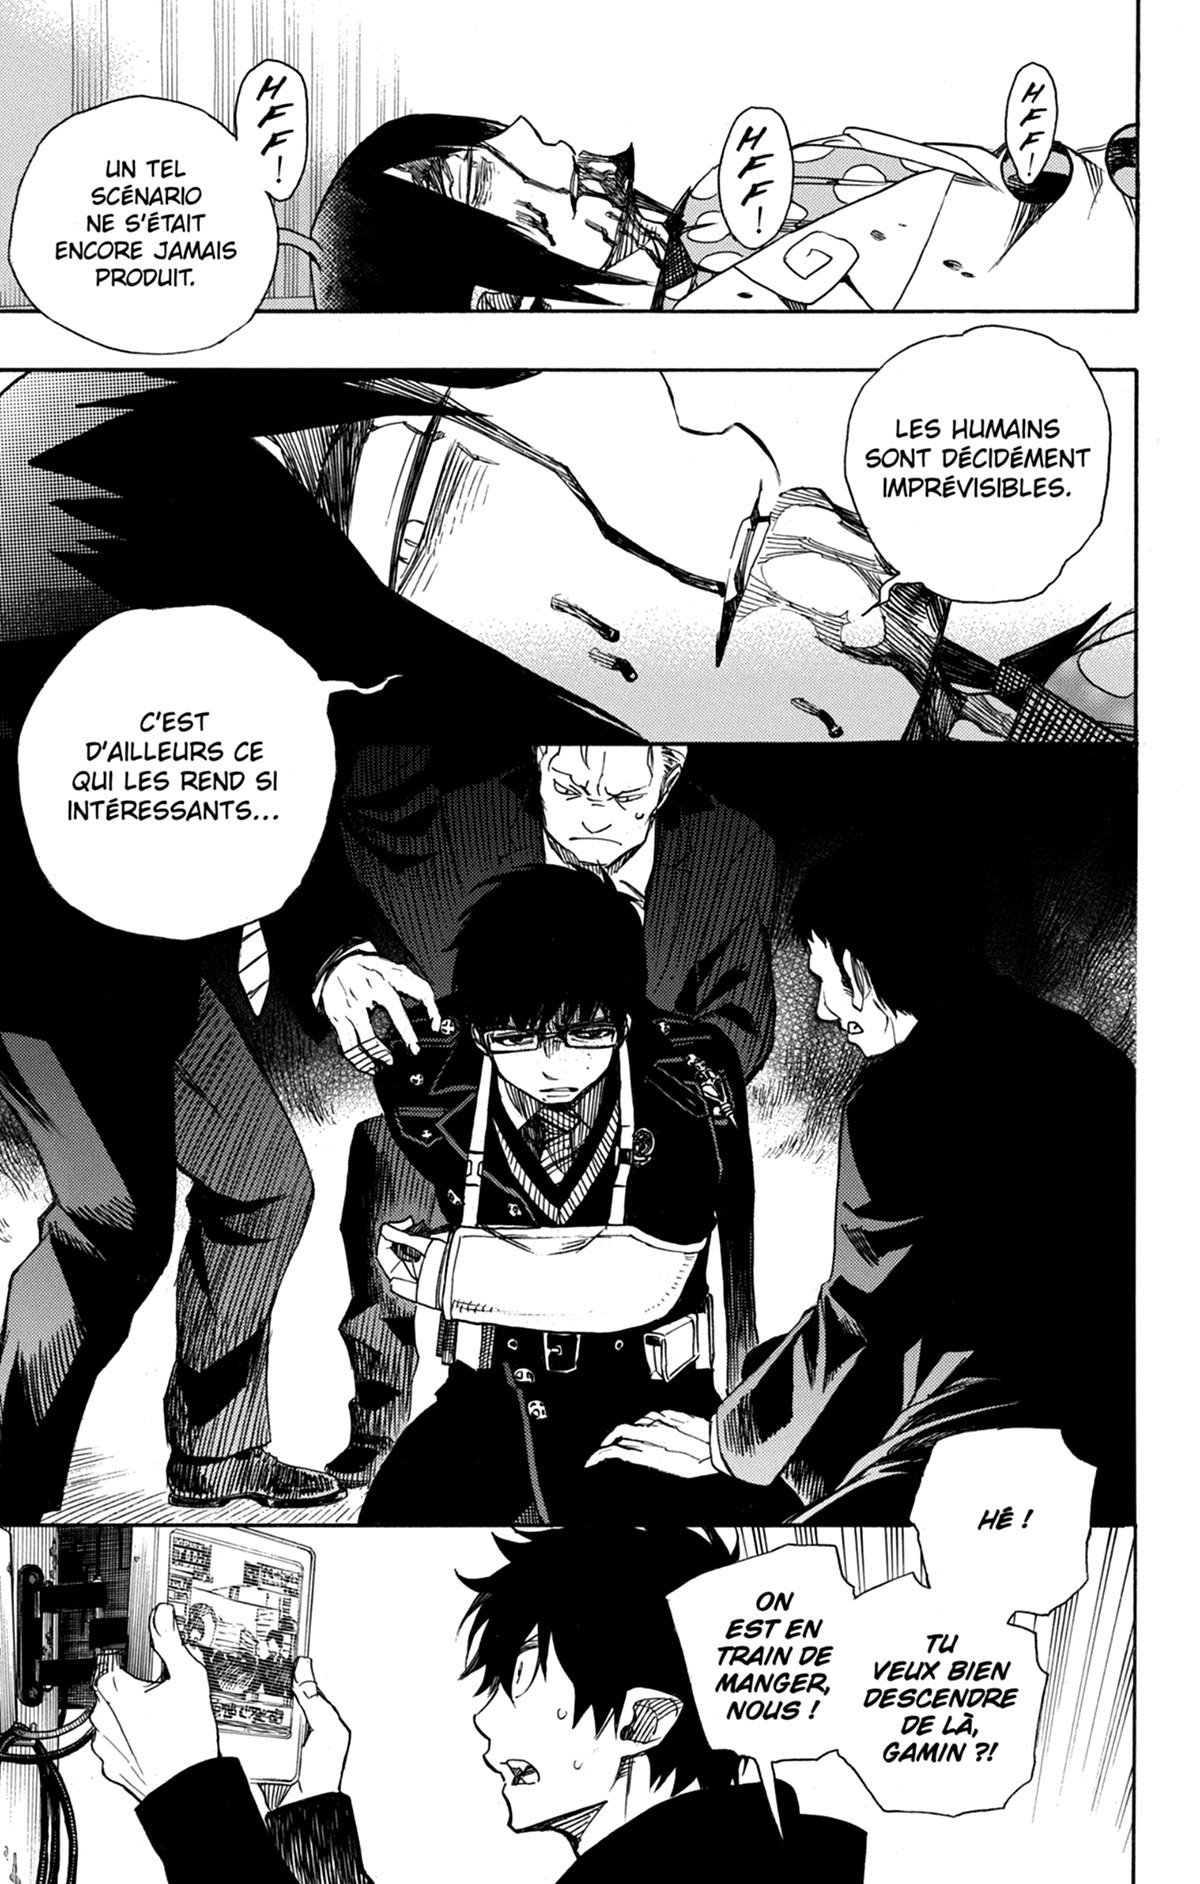 HFF!
HFF!
HFF!
UN TEL
SCÉNARIO
NE S'ÉTAIT
ENCORE JAMAIS
PRODUIT.
LES HUMAINS
SONT DÉCIDÉMENT
IMPRÉVISIBLES.
C'EST
D'AILLEURS CE
QUI LES REND SI
INTÉRESSANTS...
HÉ !
TU
VEUX BIEN
DESCENDRE
DE LÀ,
GAMIN ?!
ON
EST EN
TRAIN DE
MANGER,
NOUS !